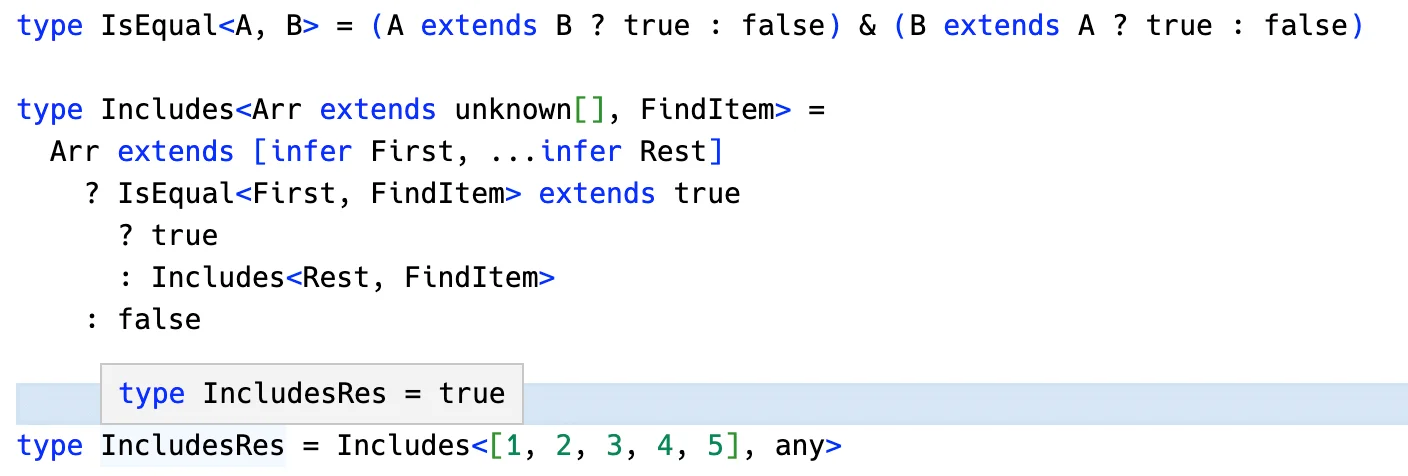 type IsEqual<A, B> = (A extends B ? true : false) & (B extends A ? true : false)
type Includes<Arr extends unknown[], FindItem> =
Arr extends [infer First, ...infer Rest]
? IsEqual<First, FindItem> extends true
? true
: Includes<Rest, FindItem>
: false
type IncludesRes = true
type IncludesRes = Includes<[1, 2, 3, 4, 5], any>